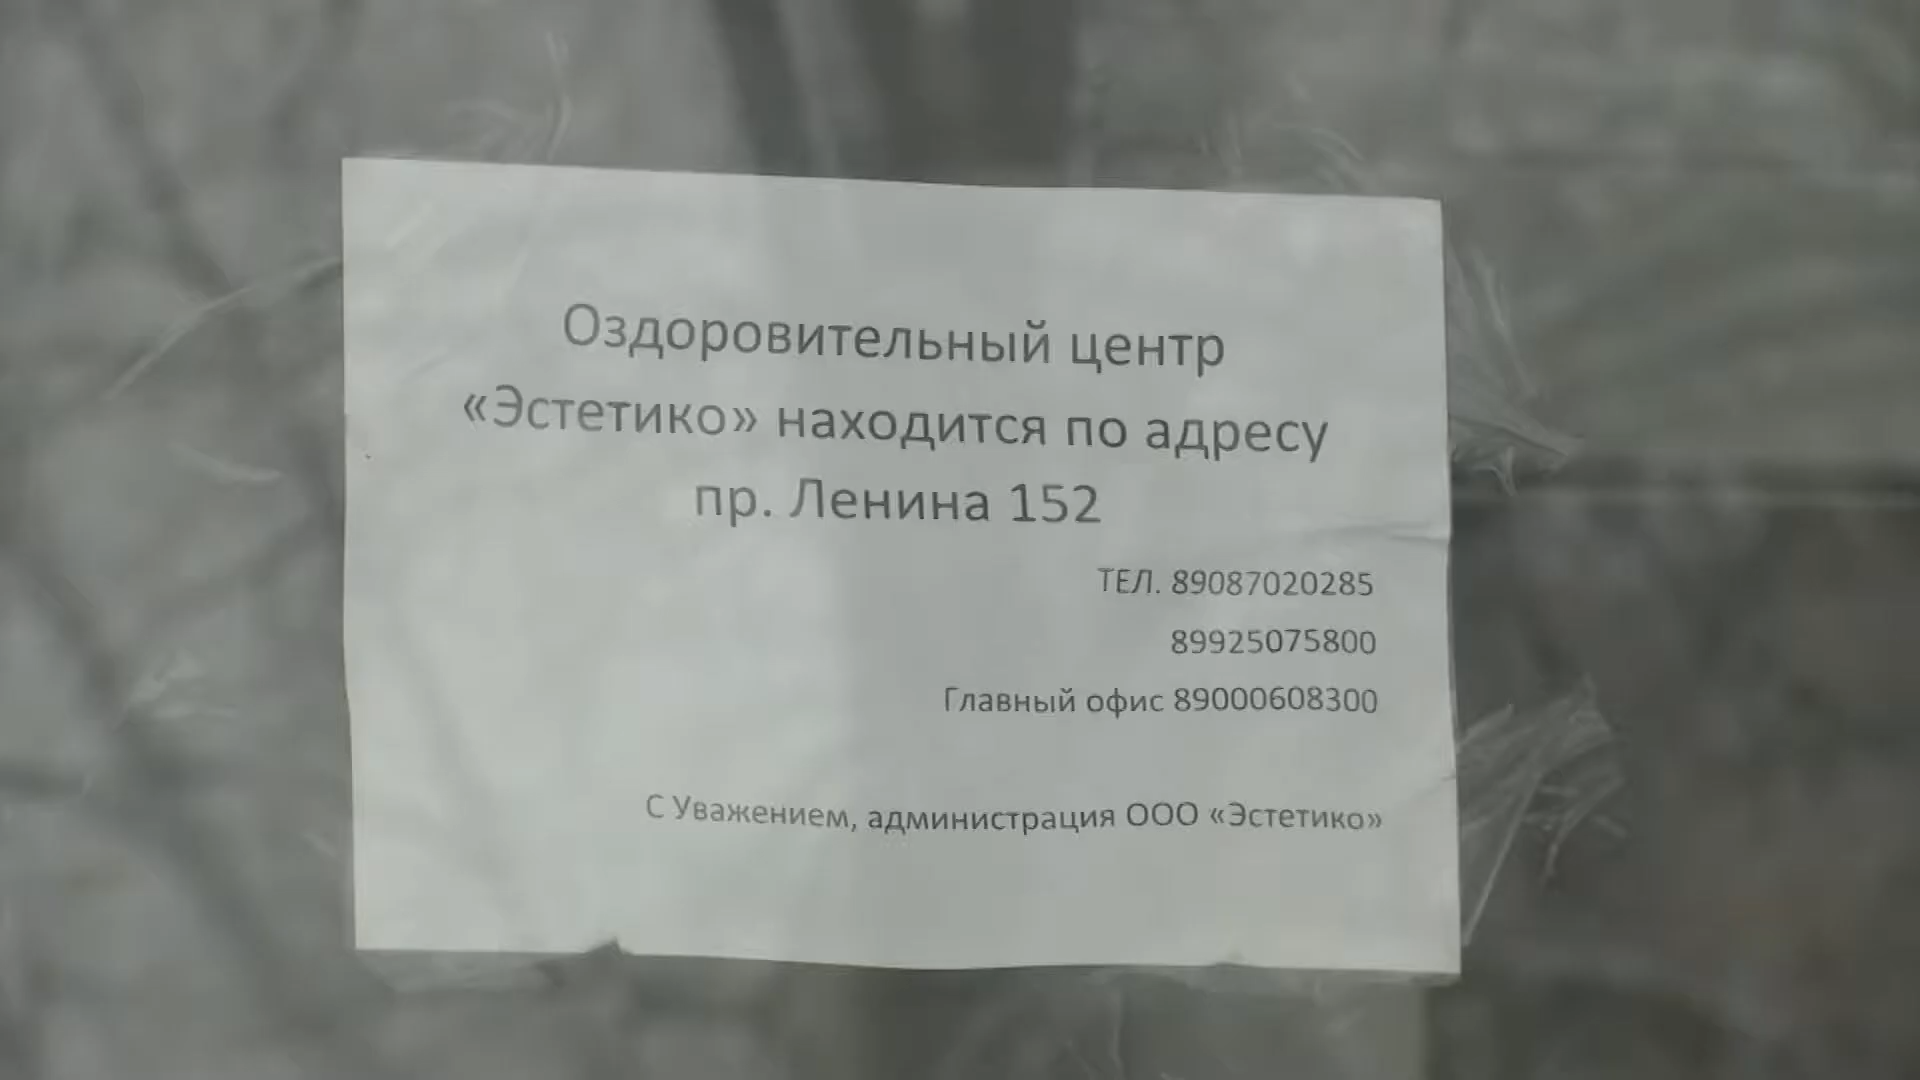 Оздоровительный центр
«Эстетико» находится по адресу
пр. Ленина 152
ТЕЛ. 89087020285
89925075800
Главный офис 89000608300
С Уважением, администрация ООО «Эстетико»